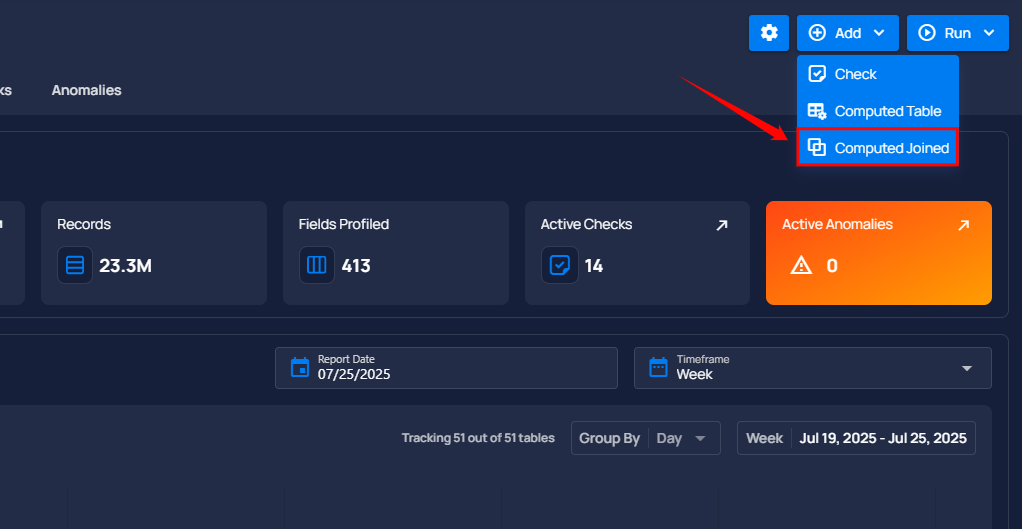 Add
Run
Check
Computed Table
Computed Joined
Anomalies
Records
23.3M
Fields Profiled
413
Active Checks
14
Active Anomalies
0
Report Date
07/25/2025
Timeframe
Week
Tracking 51 out of 51 tables
Group By Day
Week Jul 19, 2025 - Jul 25, 2025